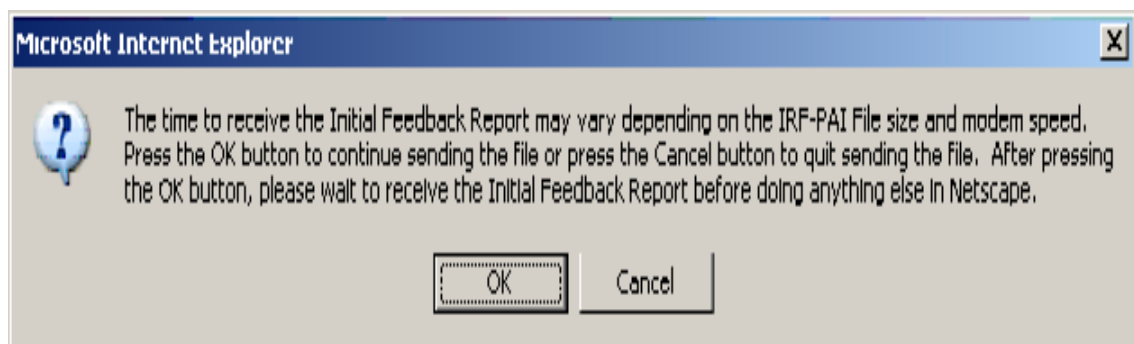 Microsoft Internet Explorer
X
?
The time to receive the Initial Feedback Report may vary depending on the IRF-PAI File size and modem speed.
Press the OK button to continue sending the file or press the Cancel button to quit sending the file. After pressing
the OK button, please wait to receive the Initial Feedback Report before doing anything else in Netscape.
OK
Cancel